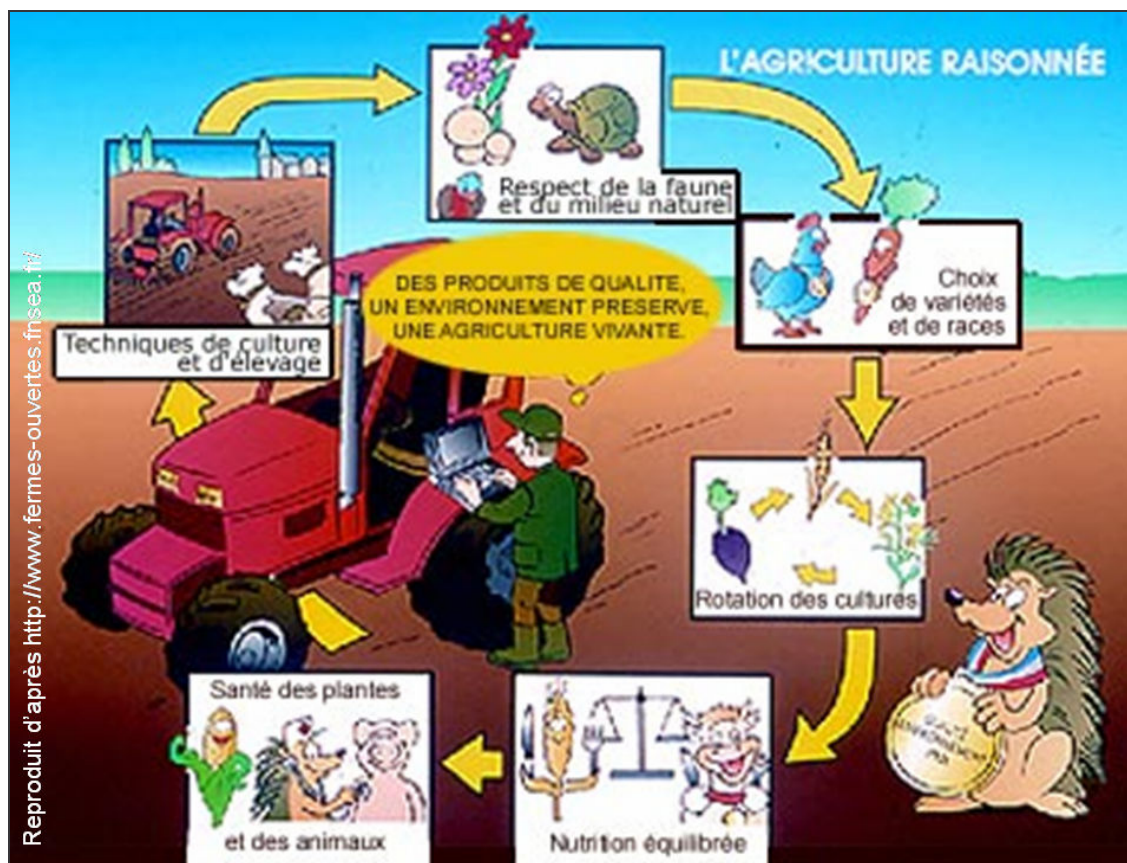 L'AGRICULTURE RAISONNÉE
Respect de la faune
et du milieu naturel
Choix
de variétés
et de races
DES PRODUITS DE QUALITE,
UN ENVIRONNEMENT PRESERVE,
UNE AGRICULTURE VIVANTE.
Techniques de culture
et d'élevage
Rotation des cultures
Santé des plantes
et des animaux
Nutrition équilibrée
Reproduit d'après http://www.fermes-ouvertes.fnsea.fr/